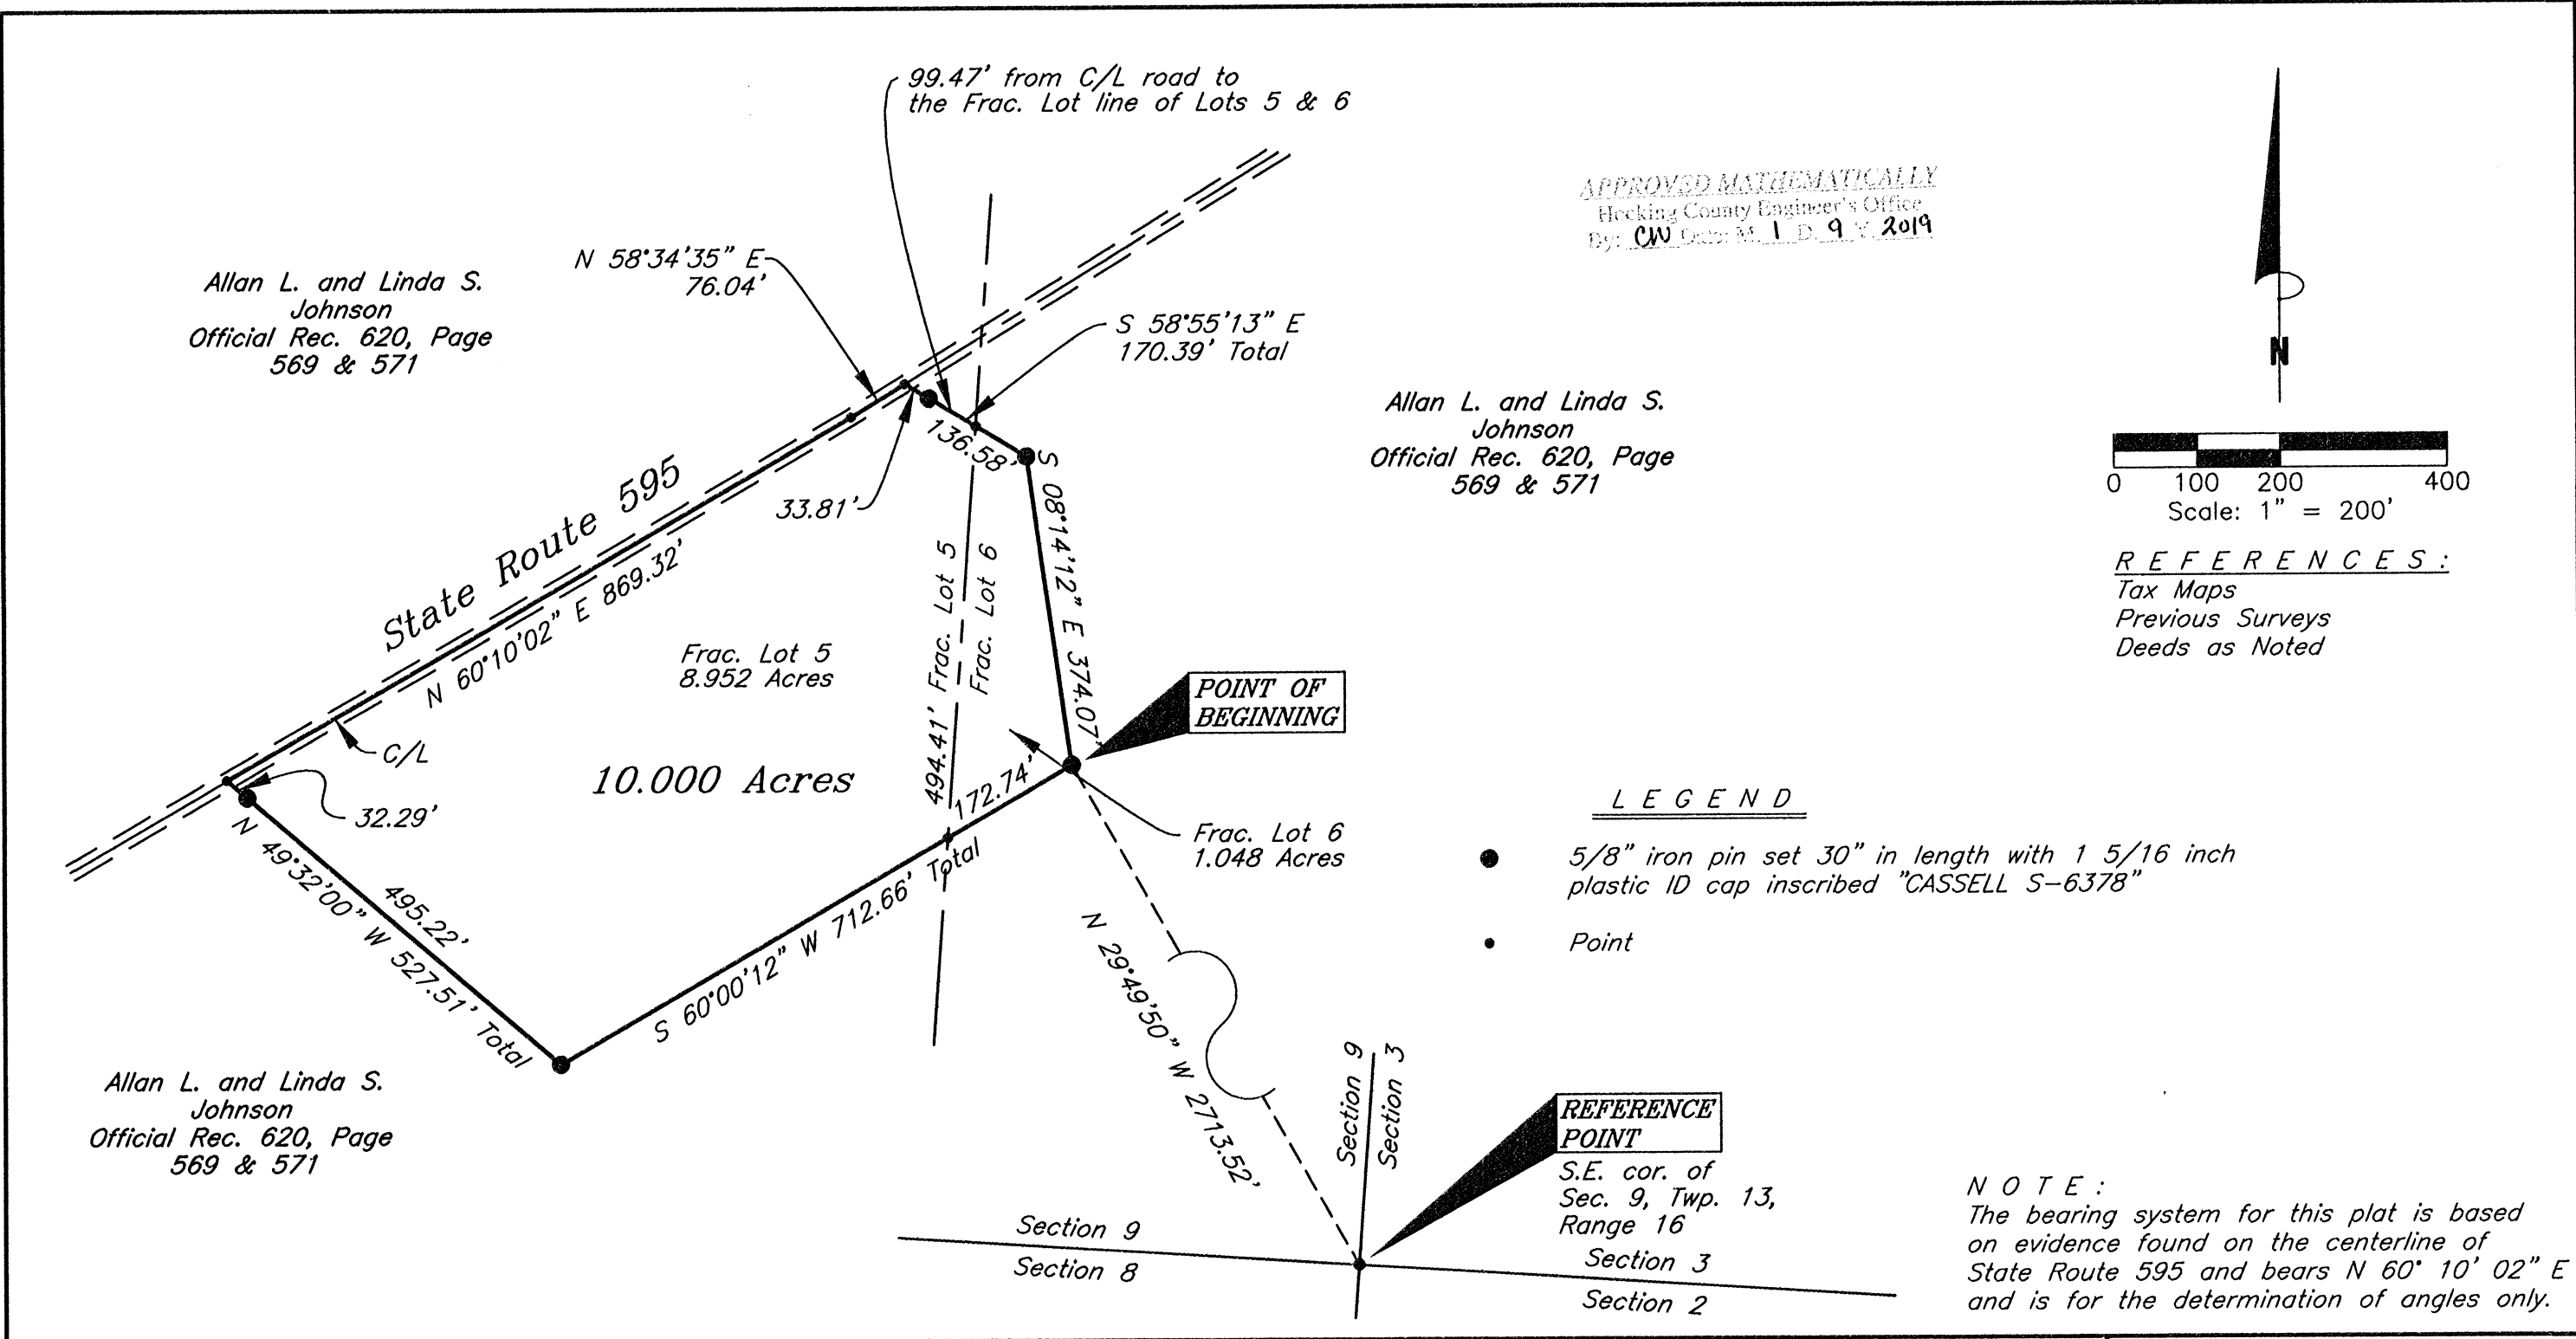 99.47' from C/L road to
the Frac. Lot line of Lots 5 & 6
APPROVED MATHEMATICALLY
Hocking County Engineer's Office
By: CW Date: M. 1 D. 9 Y. 2019
N 58°34'35" E
76.04'
Allan L. and Linda S.
Johnson
Official Rec. 620, Page
569 & 571
S 58°55'13" E
170.39' Total
N
Allan L. and Linda S.
Johnson
Official Rec. 620, Page
569 & 571
136.58'
33.81'
0 100 200 400
Scale: 1" = 200'
REFERENCES:
Tax Maps
Previous Surveys
Deeds as Noted
State Route 595
N 60°10'02" E 869.32'
S 08°14'12" E 374.07'
494.41' Frac. Lot 5
Frac. Lot 6
Frac. Lot 5
8.952 Acres
POINT OF
BEGINNING
C/L
10.000 Acres
172.74'
32.29'
Frac. Lot 6
1.048 Acres
LEGEND
5/8" iron pin set 30" in length with 1 5/16 inch
plastic ID cap inscribed "CASSELL S-6378"
Point
495.22'
N 49°32'00" W 527.51' Total
S 60°00'12" W 712.66' Total
N 29°49'50" W 2713.52'
Allan L. and Linda S.
Johnson
Official Rec. 620, Page
569 & 571
Section 9
Section 3
REFERENCE
POINT
S.E. cor. of
Sec. 9, Twp. 13,
Range 16
Section 9
Section 8
Section 3
Section 2
NOTE:
The bearing system for this plat is based
on evidence found on the centerline of
State Route 595 and bears N 60° 10' 02" E
and is for the determination of angles only.